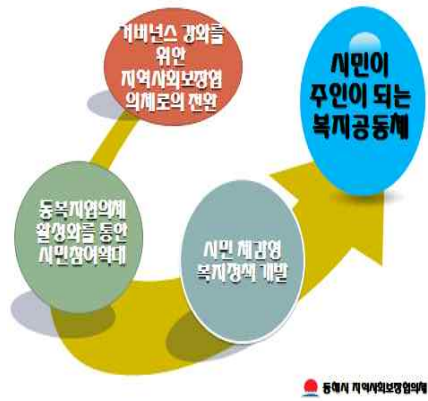 거버넌스 강화를
위한
지역사회보장협
의체로의 전환
시민이
주인이 되는
복지공동체
동복지협의체
활성화를 통한
시민참여확대
시민 체감형
복지정책 개발
동해시 지역사회보장협의체